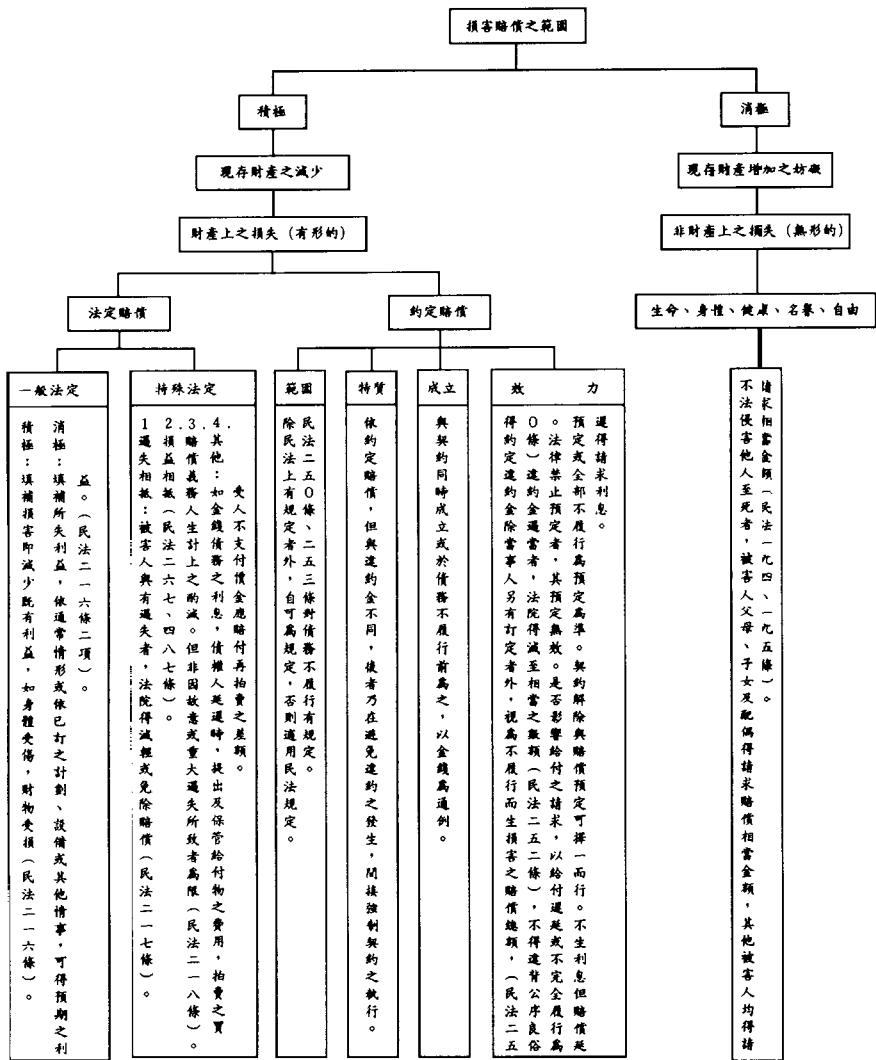 損害賠償之範圍
積極
消極
現存財產之減少
現存財產增加之妨礙
財產上之損失（有形的）
非財產上之損失（無形的）
法定賠償
約定賠償
生命、身體、健康、名譽、自由
一般法定
積極：填補損害即減少既有利益，如身體受傷，財物受損（民法二一六條）。
消極：填補所失利益，依通常情形或依已訂之計劃、設備或其他情事，可得預期之利
益。（民法二一六條二項）。
特殊法定
1.過失相抵：被害人與有過失者，法院得減輕或免除賠償（民法二一七條）。
2.損益相抵（民法二六七、四八七條）。
3.賠償義務人生計上之酌減。但非因故意或重大過失所致者為限（民法二一八條）。
4.其他：如金錢債務之利息，債權人延遲時，提出及保管給付物之費用，拍賣之買
受人不支付價金應賠付再拍賣之差額。
範圍
除民法上有規定者外，自可為規定，否則適用民法規定。
民法二五０條、二五三條對債務不履行有規定。
特質
依約定賠償，但與違約金不同，後者乃在避免違約之發生，間接強制契約之執行。
成立
與契約同時成立或於債務不履行前為之，以金錢為通例。
效力
得約定違約金除當事人另有訂定者外，視為不履行而生損害之賠償總額，（民法二五
０條）違約金過當者，法院得減至相當之數額（民法二五二條），不得違背公序良俗
。法律禁止預定者，其預定無效。是否影響給付之請求，以給付遲延或不完全履行為
預定或全部不履行為預定為準。契約解除與賠償預定可擇一而行。不生利息但賠償延
遲得請求利息。
不法侵害他人至死者，被害人父母、子女及配偶得請求賠償相當金額，其他被害人均得請
請求相當金額（民法一九四、一九五條）。